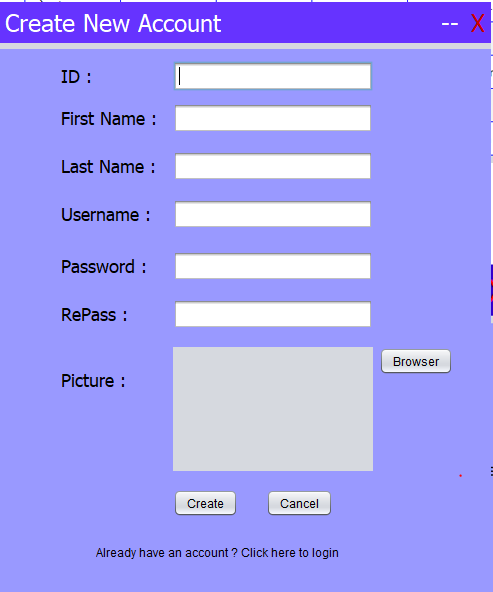 Create New Account -- X
ID :
First Name :
Last Name :
Username :
Password :
RePass :
Picture :
Browser
Create Cancel
Already have an account ? Click here to login